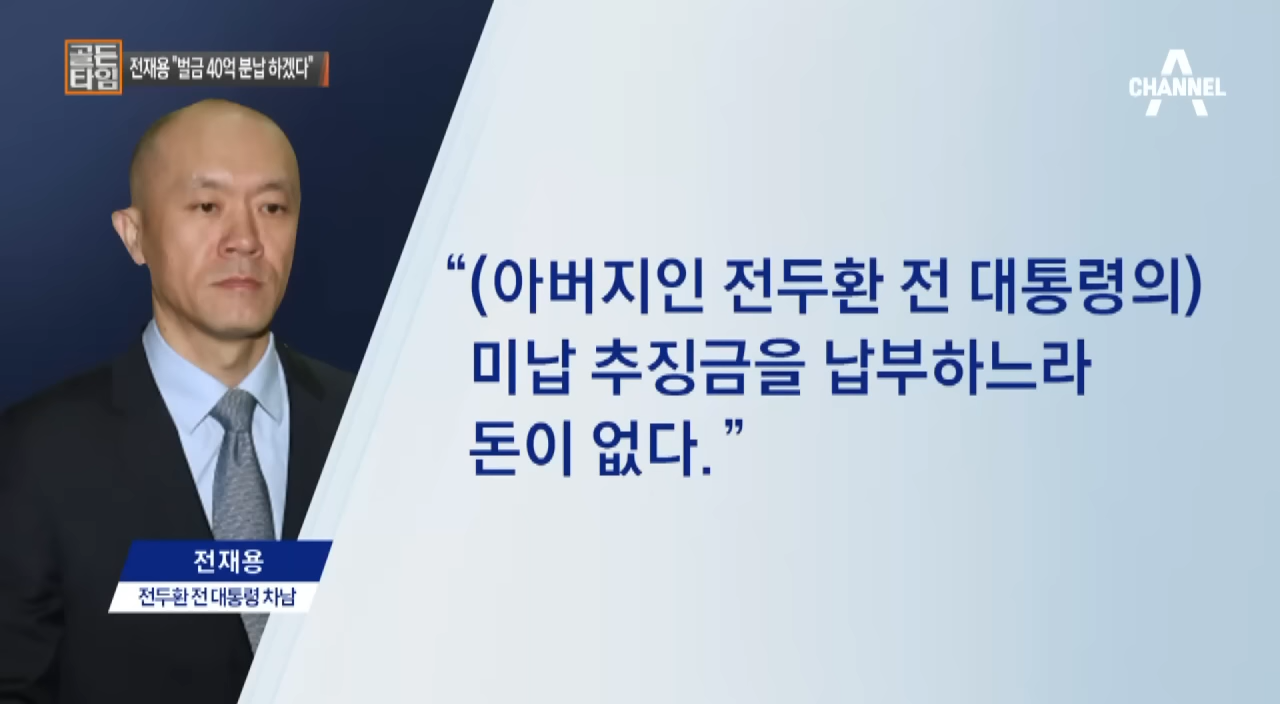 골든
타임
전재용 "벌금 40억 분납 하겠다"
CHANNEL A
“(아버지인 전두환 전 대통령의)
미납 추징금을 납부하느라
돈이 없다.”
전재용
전두환 전 대통령 차남